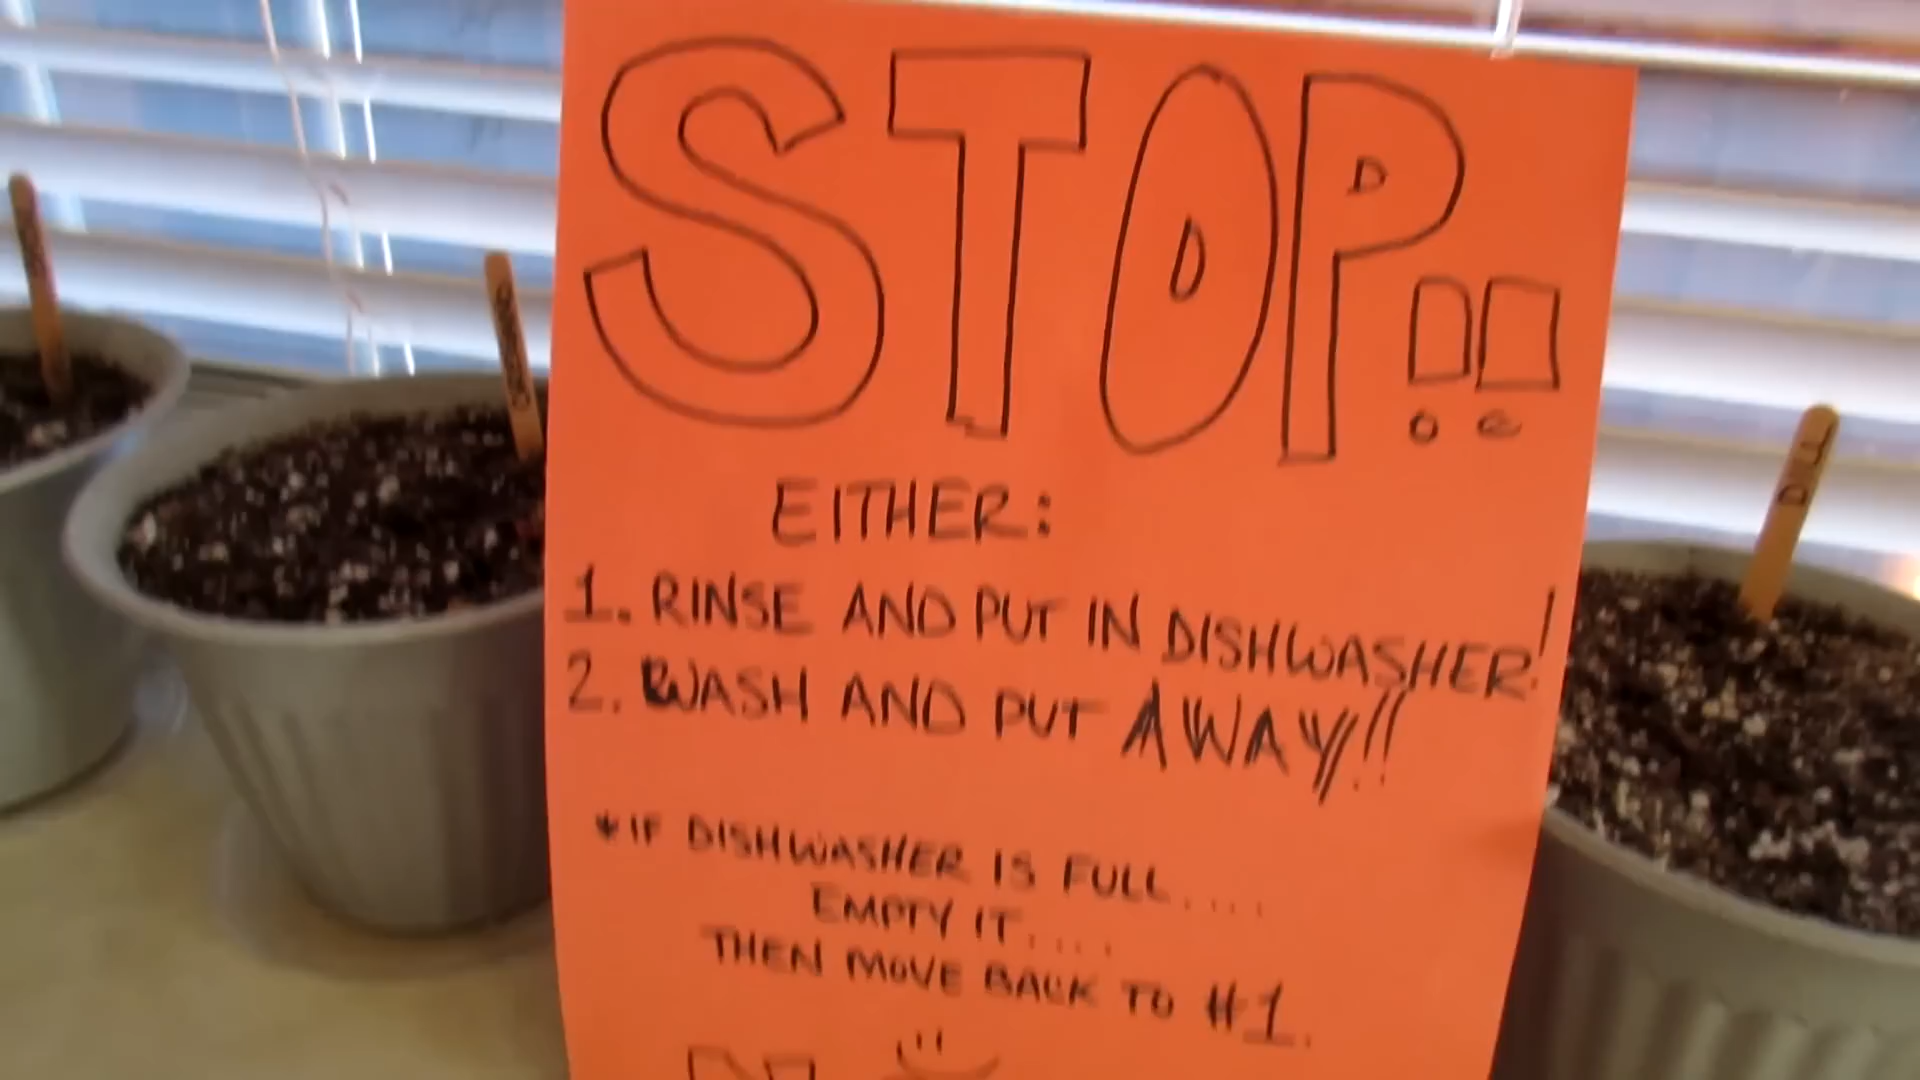 STOP!!
EITHER:
1. RINSE AND PUT IN DISHWASHER!
2. WASH AND PUT AWAY!!
*IF DISHWASHER IS FULL....
EMPTY IT....
THEN MOVE BACK TO #1.
DILL